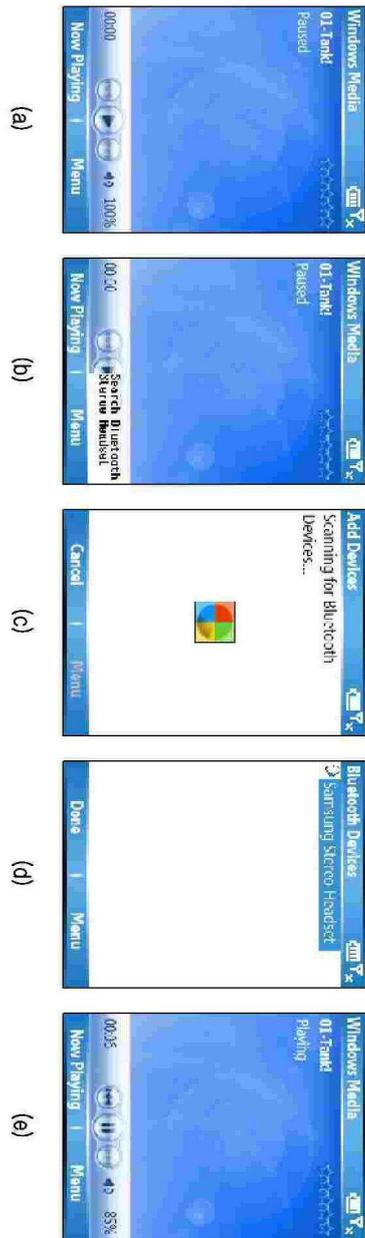 Windows Media
01-Tank!
Paused
00:00
100%
Now Playing
Menu
(a)
Windows Media
01-Tank!
Paused
00:00
Search Bluetooth
Stereo Headset
Now Playing
Menu
(b)
Add Devices
Scanning for Bluetooth
Devices...
Cancel
Menu
(c)
Bluetooth Devices
Samsung Stereo Headset
Done
Menu
(d)
Windows Media
01-Tank!
Playing
00:05
85%
Now Playing
Menu
(e)